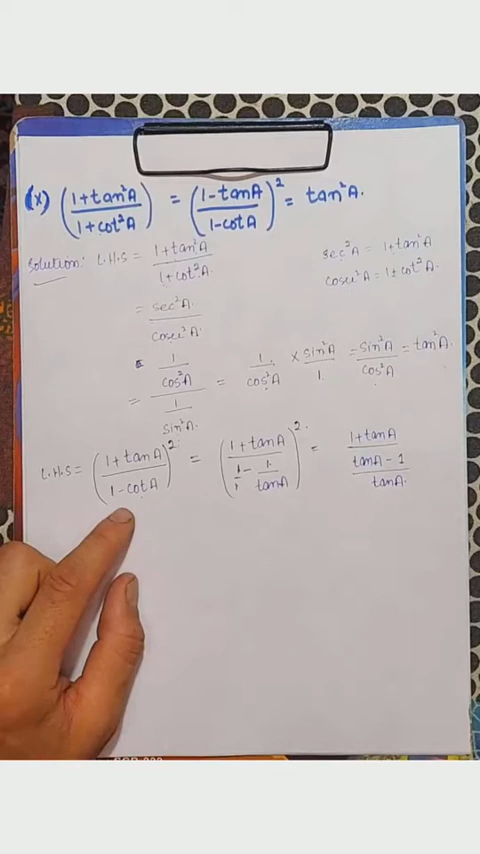 (x) (1+tan²A / 1+cot²A) = (1-tanA / 1-cotA)² = tan²A.
Solution: L.H.S = 1+tan²A / 1+cot²A.
sec²A = 1+tan²A
cosec²A = 1+cot²A.
= sec²A. / cosec²A.
= 1/cos²A / 1/sin²A. = 1/cos²A × sin²A/1 = sin²A/cos²A = tan²A.
L.H.S = (1+tanA / 1-cotA)² = (1+tanA / 1/1 - 1/tanA)² = 1+tanA / tanA-1 / tanA.